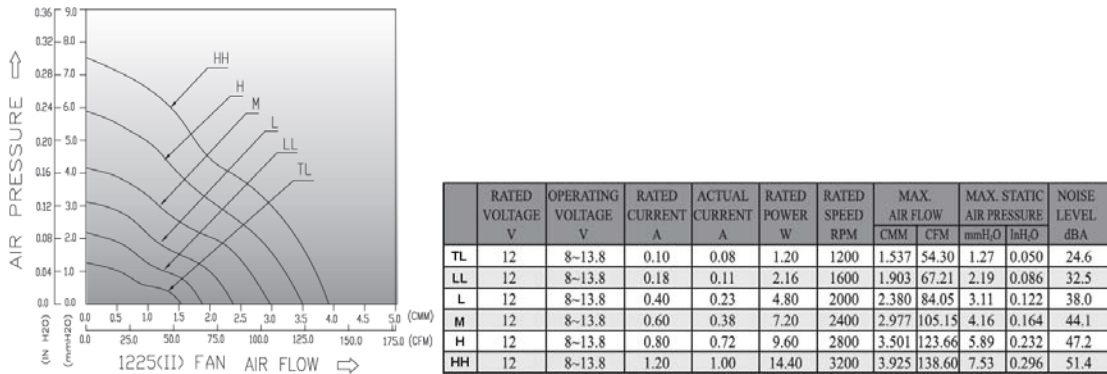 AIR PRESSURE
(IN H2O)
(mmH2O)
0.36 9.0
0.32 8.0
0.28 7.0
0.24 6.0
5.0
0.16 4.0
0.12 3.0
0.08 2.0
0.04 1.0
0.0 0.0
HH
H
M
L
LL
TL
0.0 0.5 1.0 1.5 2.0 2.5 3.0 3.5 4.0 4.5 5.0 (CMM)
0.0 25.0 50.0 75.0 100.0 125.0 150.0 175.0 (CFM)
1225(II) FAN AIR FLOW
RATED VOLTAGE V OPERATING VOLTAGE V RATED CURRENT A ACTUAL CURRENT A RATED POWER W RATED SPEED RPM MAX. AIR FLOW CMM CFM MAX. STATIC AIR PRESSURE mmH₂O InH₂O NOISE LEVEL dBA
TL 12 8~13.8 0.10 0.08 1.20 1200 1.537 54.30 1.27 0.050 24.6
LL 12 8~13.8 0.18 0.11 2.16 1600 1.903 67.21 2.19 0.086 32.5
L 12 8~13.8 0.40 0.23 4.80 2000 2.380 84.05 3.11 0.122 38.0
M 12 8~13.8 0.60 0.38 7.20 2400 2.977 105.15 4.16 0.164 44.1
H 12 8~13.8 0.80 0.72 9.60 2800 3.501 123.66 5.89 0.232 47.2
HH 12 8~13.8 1.20 1.00 14.40 3200 3.925 138.60 7.53 0.296 51.4